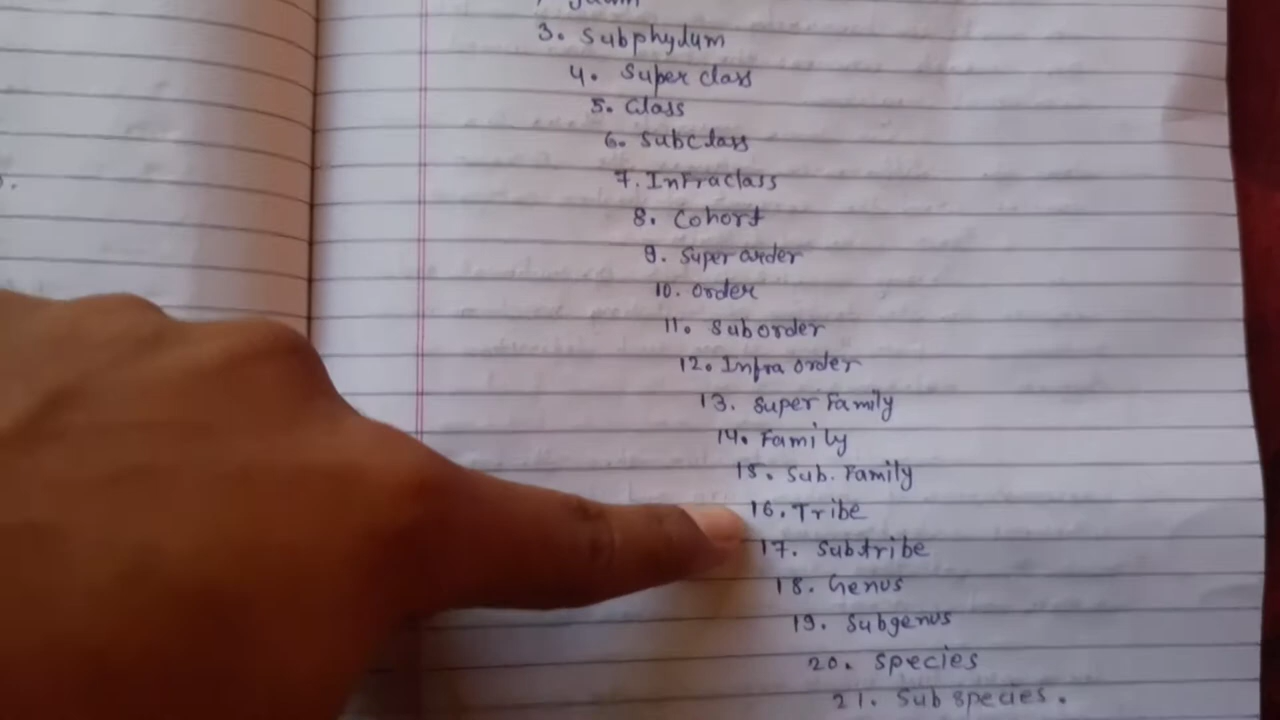 3. Subphylum
4. Super class
5. Class
6. Subclass
7. Infraclass
8. Cohort
9. Super order
10. Order
11. Suborder
12. Infra order
13. Super Family
14. Family
15. Sub. Family
16. Tribe
17. Subtribe
18. Genus
19. Subgenus
20. Species
21. Sub species.